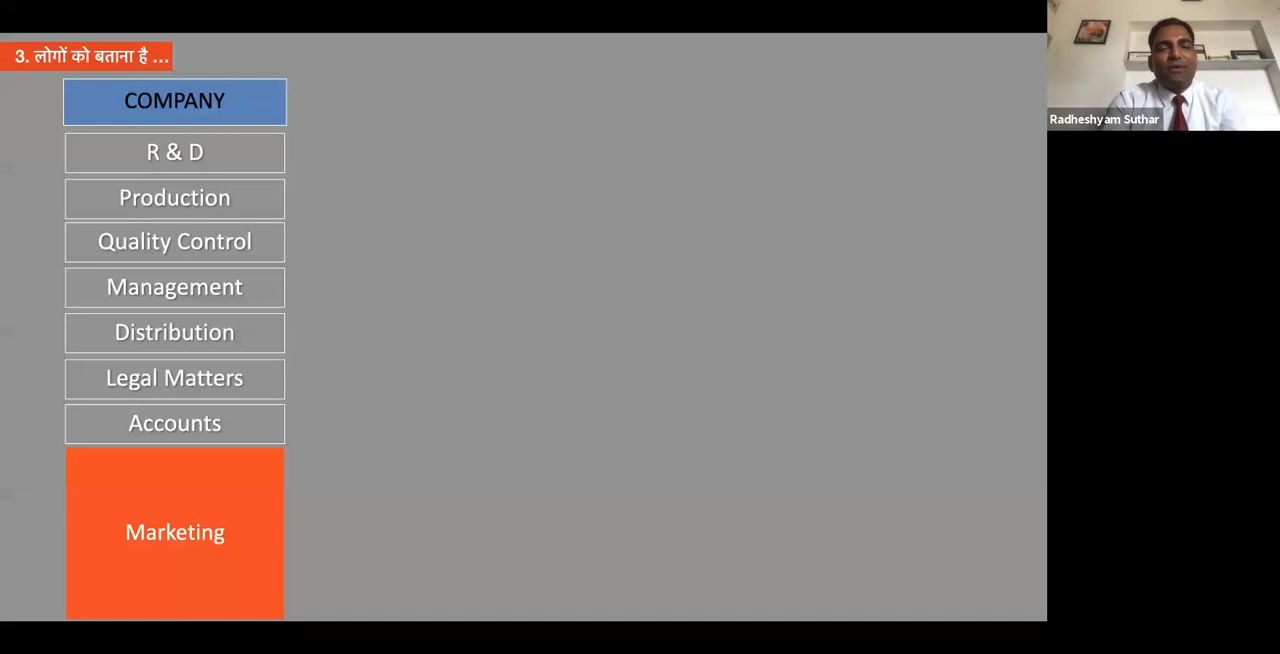 3. लोगों को बताना है ...
COMPANY
R & D
Production
Quality Control
Management
Distribution
Legal Matters
Accounts
Marketing
Radheshyam Suthar